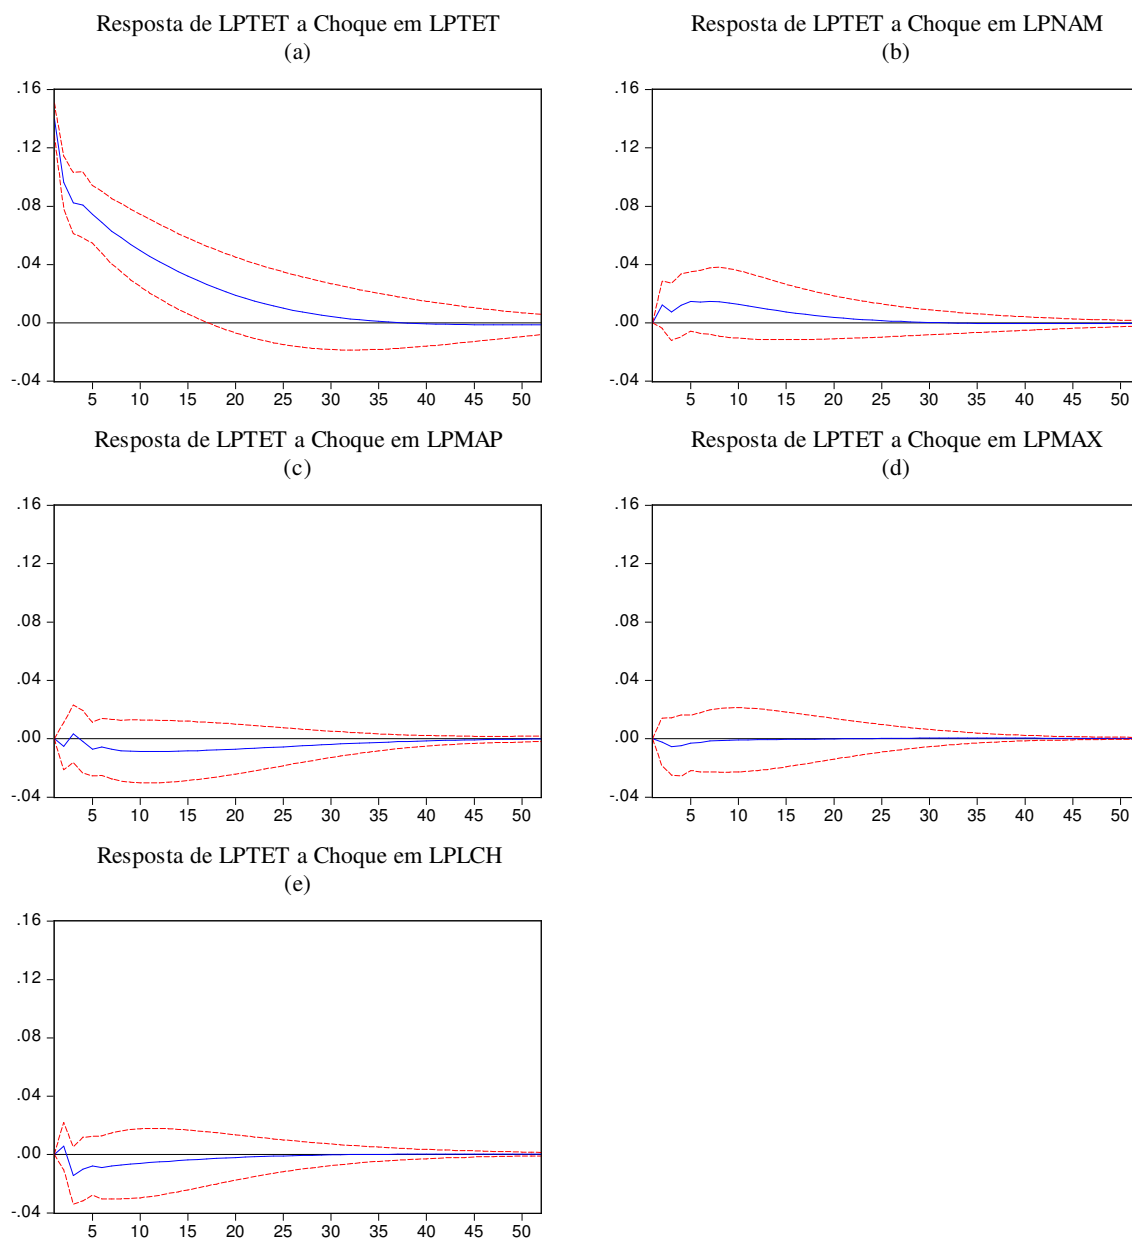 Resposta de LPTET a Choque em LPTET
(a)
.16
.12
.08
.04
.00
-.04
5 10 15 20 25 30 35 40 45 50
Resposta de LPTET a Choque em LPNAM
(b)
.16
.12
.08
.04
.00
-.04
5 10 15 20 25 30 35 40 45 50
Resposta de LPTET a Choque em LPMAP
(c)
.16
.12
.08
.04
.00
-.04
5 10 15 20 25 30 35 40 45 50
Resposta de LPTET a Choque em LPMAX
(d)
.16
.12
.08
.04
.00
-.04
5 10 15 20 25 30 35 40 45 50
Resposta de LPTET a Choque em LPLCH
(e)
.16
.12
.08
.04
.00
-.04
5 10 15 20 25 30 35 40 45 50